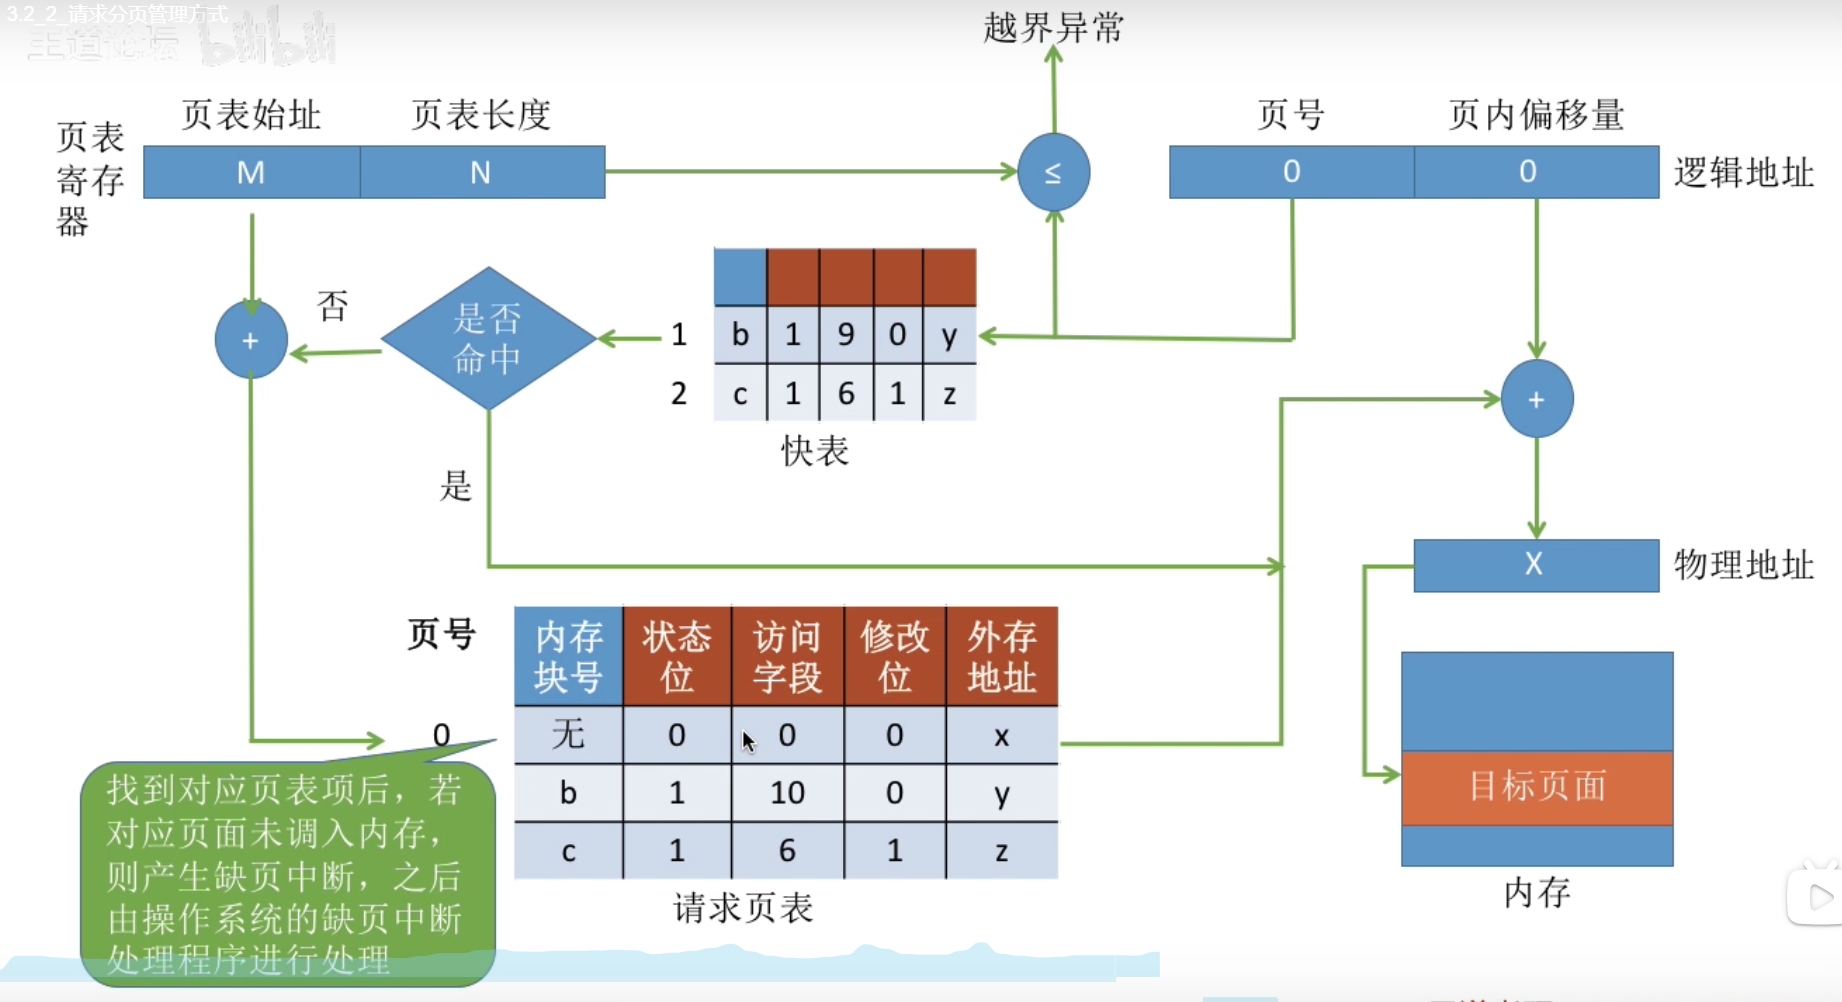 3.2_2_请求分页管理方式
王道论坛 bilibili
越界异常
页表始址 页表长度 页号 页内偏移量
页表
寄存
器
M N ≤ 0 0 逻辑地址
否
是否
命中
+
1 b 1 9 0 y
2 c 1 6 1 z
快表
+
是
X 物理地址
页号
内存
块号
状态
位
访问
字段
修改
位
外存
地址
0 无 0 0 0 x
b 1 10 0 y
c 1 6 1 z
请求页表
目标页面
内存
找到对应页表项后，若
对应页面未调入内存，
则产生缺页中断，之后
由操作系统的缺页中断
处理程序进行处理